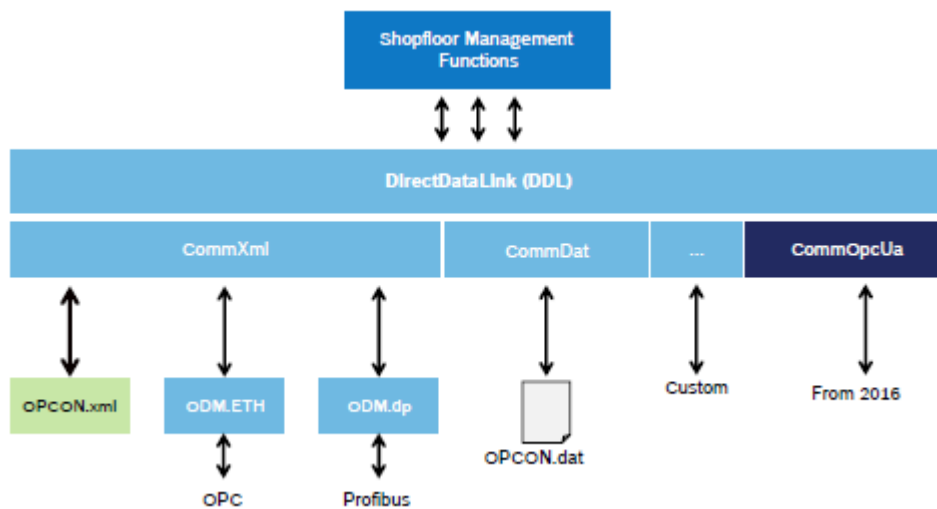 Shopfloor Management
Functions
DirectDataLink (DDL)
CommXml
CommDat
...
CommOpcUa
OPCON.xml
ODM.ETH
ODM.dp
Custom
From 2016
OPCON.dat
OPC
Profibus